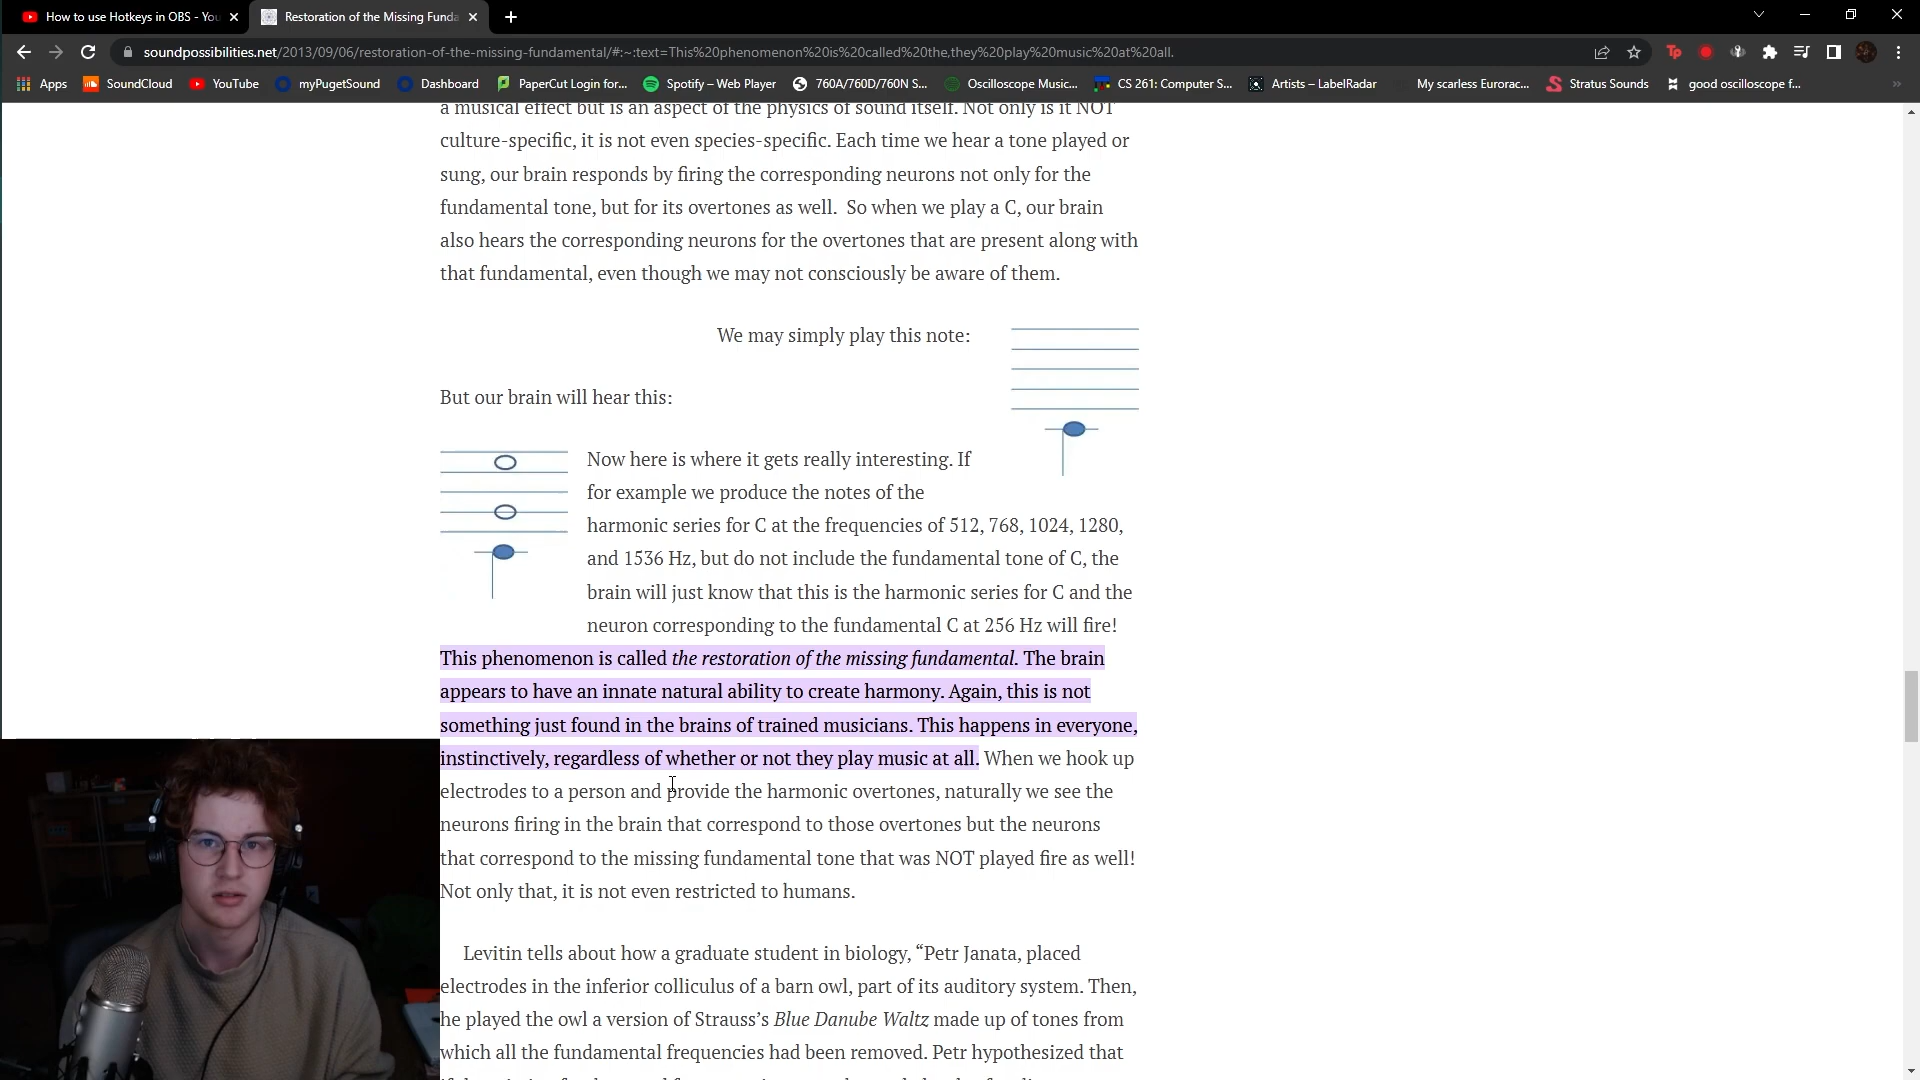 How to use Hotkeys in OBS - You
Restoration of the Missing Funda
soundpossibilities.net/2013/09/06/restoration-of-the-missing-fundamental/#:~:text=This%20phenomenon%20is%20called%20the,they%20play%20music%20at%20all.
Apps SoundCloud YouTube myPugetSound Dashboard PaperCut Login for... Spotify – Web Player 760A/760D/760N S... Oscilloscope Music... CS 261: Computer S... Artists – LabelRadar My scarless Eurorac... Stratus Sounds good oscilloscope f...
a musical effect but is an aspect of the physics of sound itself. Not only is it NOT
culture-specific, it is not even species-specific. Each time we hear a tone played or
sung, our brain responds by firing the corresponding neurons not only for the
fundamental tone, but for its overtones as well.  So when we play a C, our brain
also hears the corresponding neurons for the overtones that are present along with
that fundamental, even though we may not consciously be aware of them.
We may simply play this note:
But our brain will hear this:
Now here is where it gets really interesting. If
for example we produce the notes of the
harmonic series for C at the frequencies of 512, 768, 1024, 1280,
and 1536 Hz, but do not include the fundamental tone of C, the
brain will just know that this is the harmonic series for C and the
neuron corresponding to the fundamental C at 256 Hz will fire!
This phenomenon is called the restoration of the missing fundamental. The brain
appears to have an innate natural ability to create harmony. Again, this is not
something just found in the brains of trained musicians. This happens in everyone,
instinctively, regardless of whether or not they play music at all. When we hook up
electrodes to a person and provide the harmonic overtones, naturally we see the
neurons firing in the brain that correspond to those overtones but the neurons
that correspond to the missing fundamental tone that was NOT played fire as well!
Not only that, it is not even restricted to humans.
Levitin tells about how a graduate student in biology, “Petr Janata, placed
electrodes in the inferior colliculus of a barn owl, part of its auditory system. Then,
he played the owl a version of Strauss’s Blue Danube Waltz made up of tones from
which all the fundamental frequencies had been removed. Petr hypothesized that